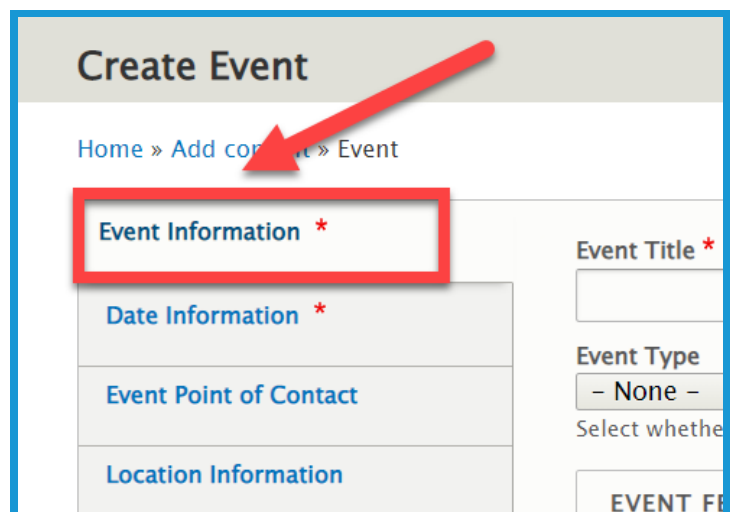 Create Event
Home » Add » Event
Event Information *
Date Information *
Event Point of Contact
Location Information
Event Title *
Event Type
– None –
Select
EVENT